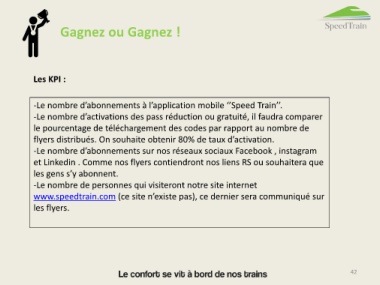 Gagnez ou Gagnez !
SpeedTrain
Les KPI :
-Le nombre d'abonnements à l'application mobile ''Speed Train''.
-Le nombre d'activations des pass réduction ou gratuité, il faudra comparer
le pourcentage de téléchargement des codes par rapport au nombre de
flyers distribués. On souhaite obtenir 80% de taux d'activation.
-Le nombre d'abonnements sur nos réseaux sociaux Facebook , instagram
et Linkedin . Comme nos flyers contiendront nos liens RS ou souhaitera que
les gens s'y abonnent.
-Le nombre de personnes qui visiteront notre site internet
www.speedtrain.com (ce site n'existe pas), ce dernier sera communiqué sur
les flyers.
Le confort se vit à bord de nos trains
42